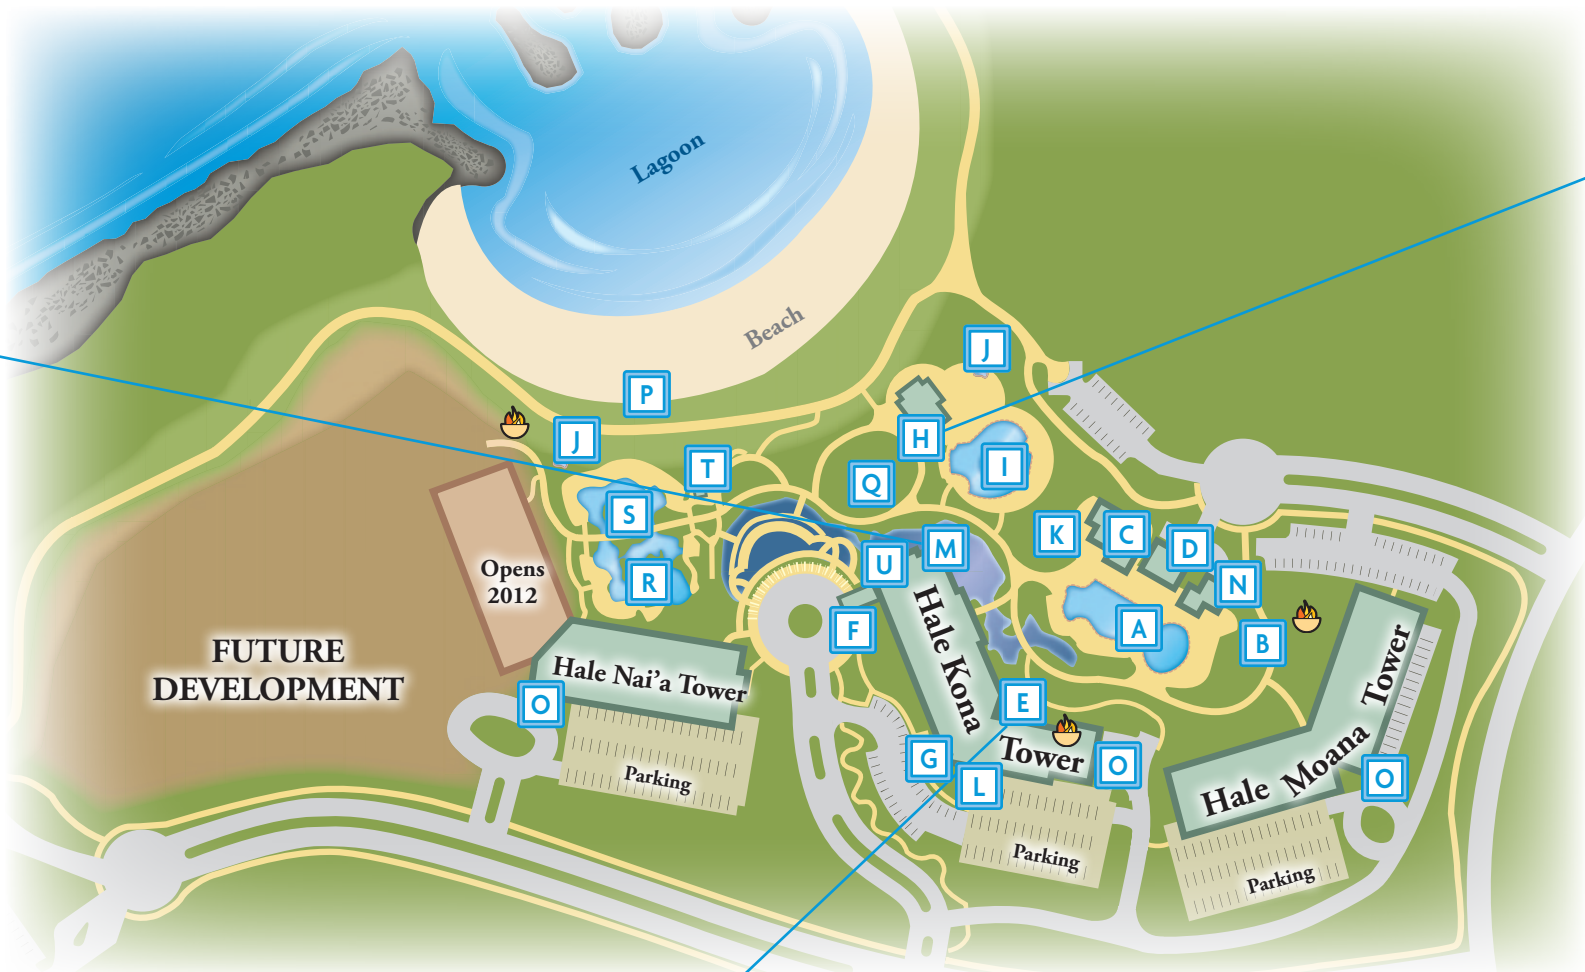 Lagoon
Beach
J
P
J
H
T
I
Q
S
K
C
D
M
U
R
N
Opens
2012
A
F
B
FUTURE
DEVELOPMENT
Hale Nai'a Tower
Hale Kona
Tower
Hale Moana
Tower
O
E
G
L
O
O
Parking
Parking
Parking